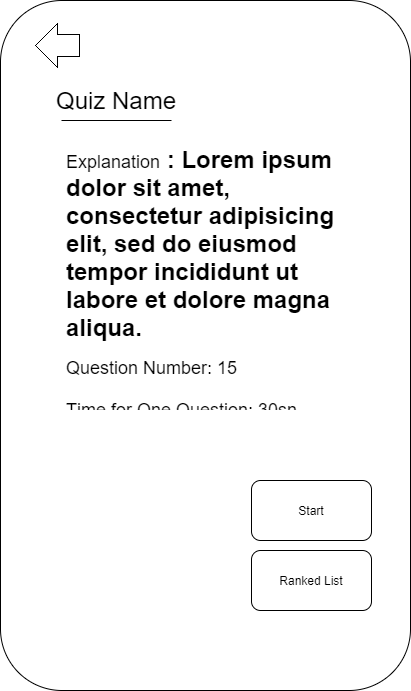 Quiz Name
Explanation : Lorem ipsum
dolor sit amet,
consectetur adipisicing
elit, sed do eiusmod
tempor incididunt ut
labore et dolore magna
aliqua.
Question Number: 15
Time for One Question: 30sn
Start
Ranked List